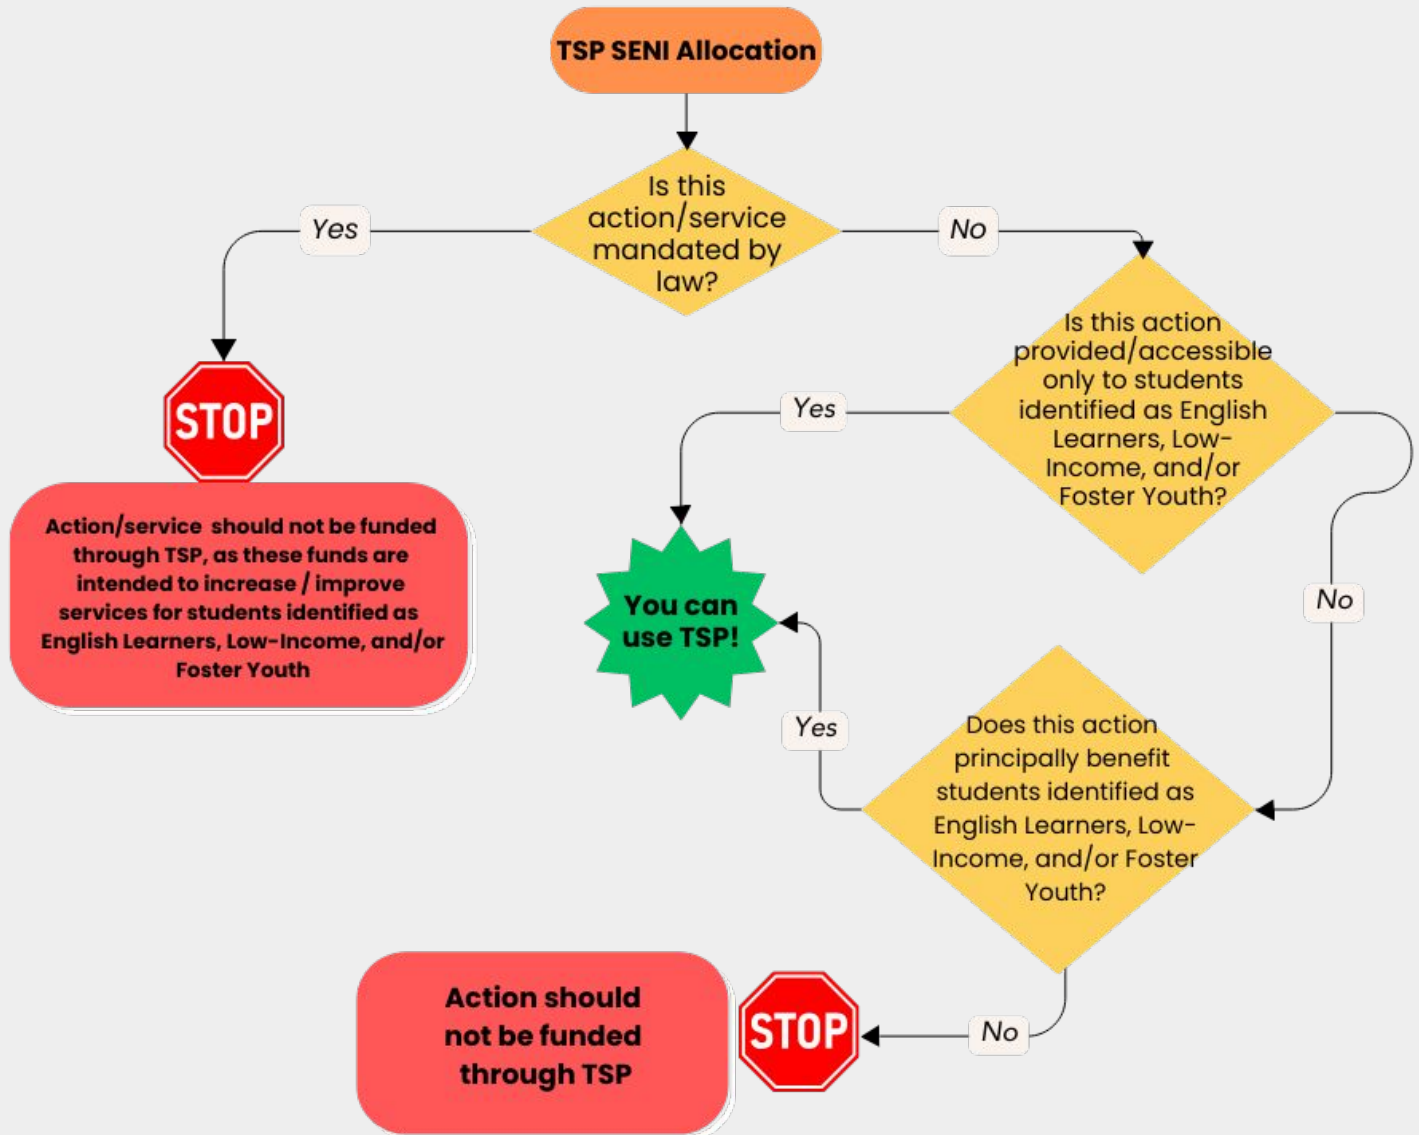 TSP SENI Allocation
Is this
action/service
mandated by
law?
Yes
No
STOP
Action/service should not be funded
through TSP, as these funds are
intended to increase / improve
services for students identified as
English Learners, Low-Income, and/or
Foster Youth
Is this action
provided/accessible
only to students
identified as English
Learners, Low-
Income, and/or
Foster Youth?
Yes
No
You can
use TSP!
Does this action
principally benefit
students identified as
English Learners, Low-
Income, and/or Foster
Youth?
Yes
No
STOP
Action should
not be funded
through TSP